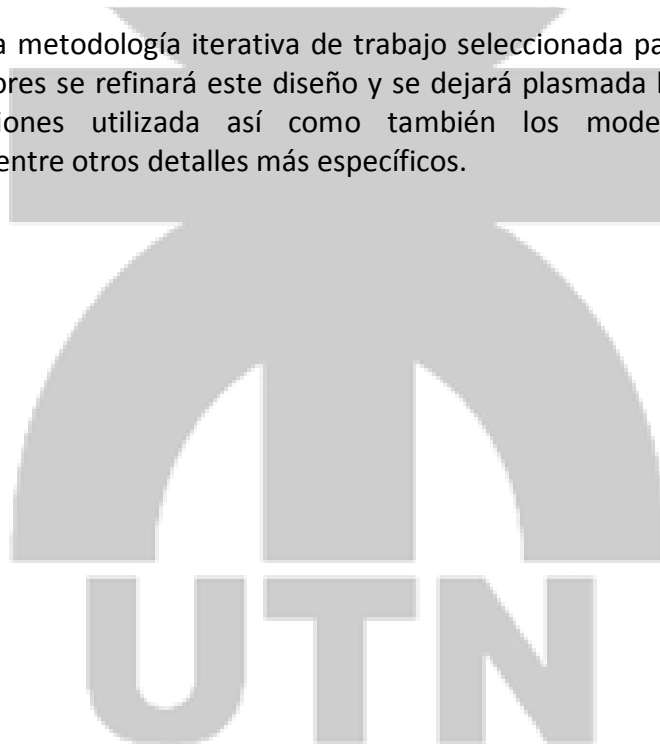 a metodología iterativa de trabajo seleccionada pa
ores se refinará este diseño y se dejará plasmada l
iones utilizada así como también los mode
entre otros detalles más específicos.
UTN